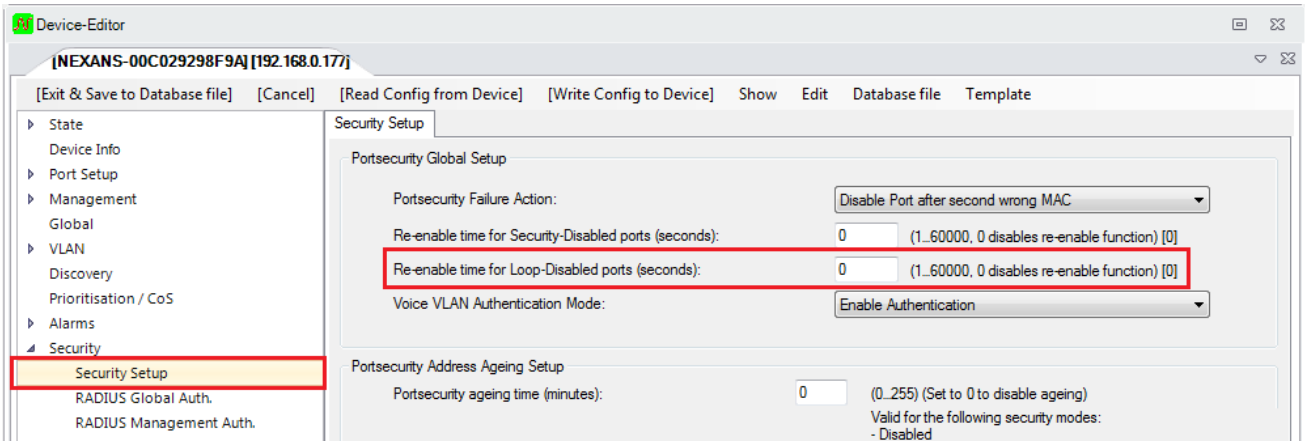 Device-Editor
[NEXANS-00C029298F9A] [192.168.0.177]
[Exit & Save to Database file] [Cancel] [Read Config from Device] [Write Config to Device] Show Edit Database file Template
State
Device Info
Port Setup
Management
Global
VLAN
Discovery
Prioritisation / CoS
Alarms
Security
Security Setup
RADIUS Global Auth.
RADIUS Management Auth.
Security Setup
Portsecurity Global Setup
Portsecurity Failure Action: Disable Port after second wrong MAC
Re-enable time for Security-Disabled ports (seconds): 0 (1...60000, 0 disables re-enable function) [0]
Re-enable time for Loop-Disabled ports (seconds): 0 (1...60000, 0 disables re-enable function) [0]
Voice VLAN Authentication Mode: Enable Authentication
Portsecurity Address Ageing Setup
Portsecurity ageing time (minutes): 0 (0...255) (Set to 0 to disable ageing)
Valid for the following security modes:
- Disabled